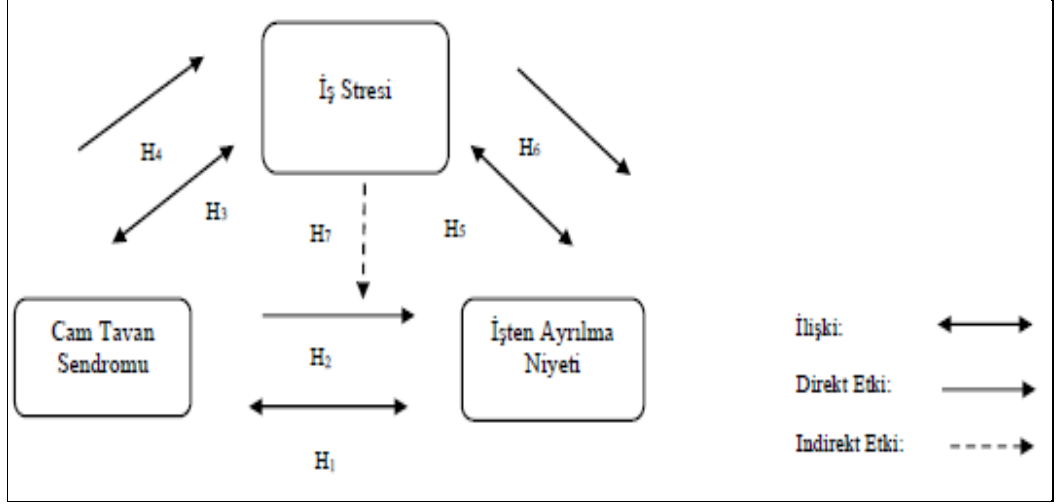 İş Stresi
H4
H6
H3
H7
H5
Cam Tavan
Sendromu
İşten Ayrılma
Niyeti
H2
H1
İlişki:
Direkt Etki:
Indirekt Etki: